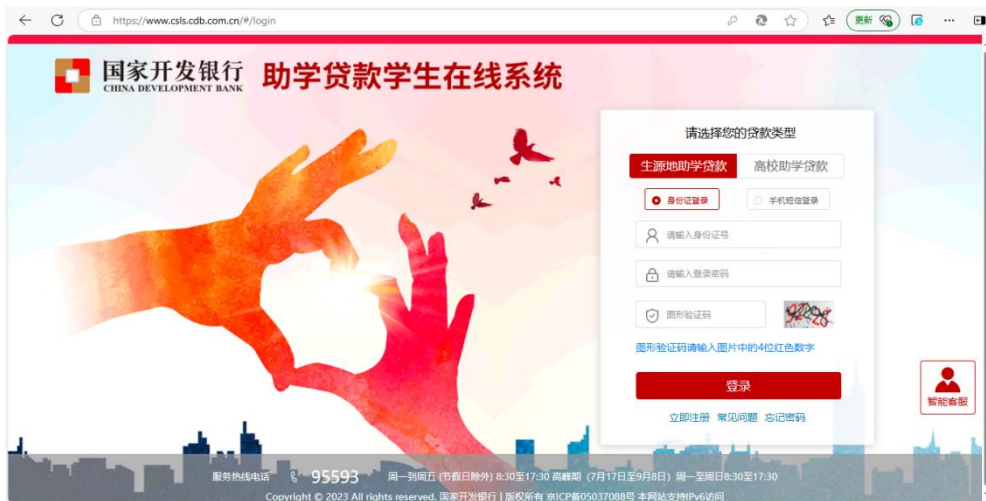 https://www.csls.cdb.com.cn/#/login
更新
国家开发银行 助学贷款学生在线系统
CHINA DEVELOPMENT BANK
请选择您的贷款类型
生源地助学贷款 高校助学贷款
身份证登录 手机短信登录
请输入身份证号
请输入登录密码
图形验证码
图形验证码请输入图片中的4位红色数字
登录
智能客服
立即注册 常见问题 忘记密码
服务热线电话 95593 周一到周五 (节假日除外) 8:30至17:30 高峰期 (7月17日至9月8日) 周一至周日8:30至17:30
Copyright © 2023 All rights reserved. 国家开发银行 | 版权所有 京ICP备05037088号 本网站支持IPv6访问